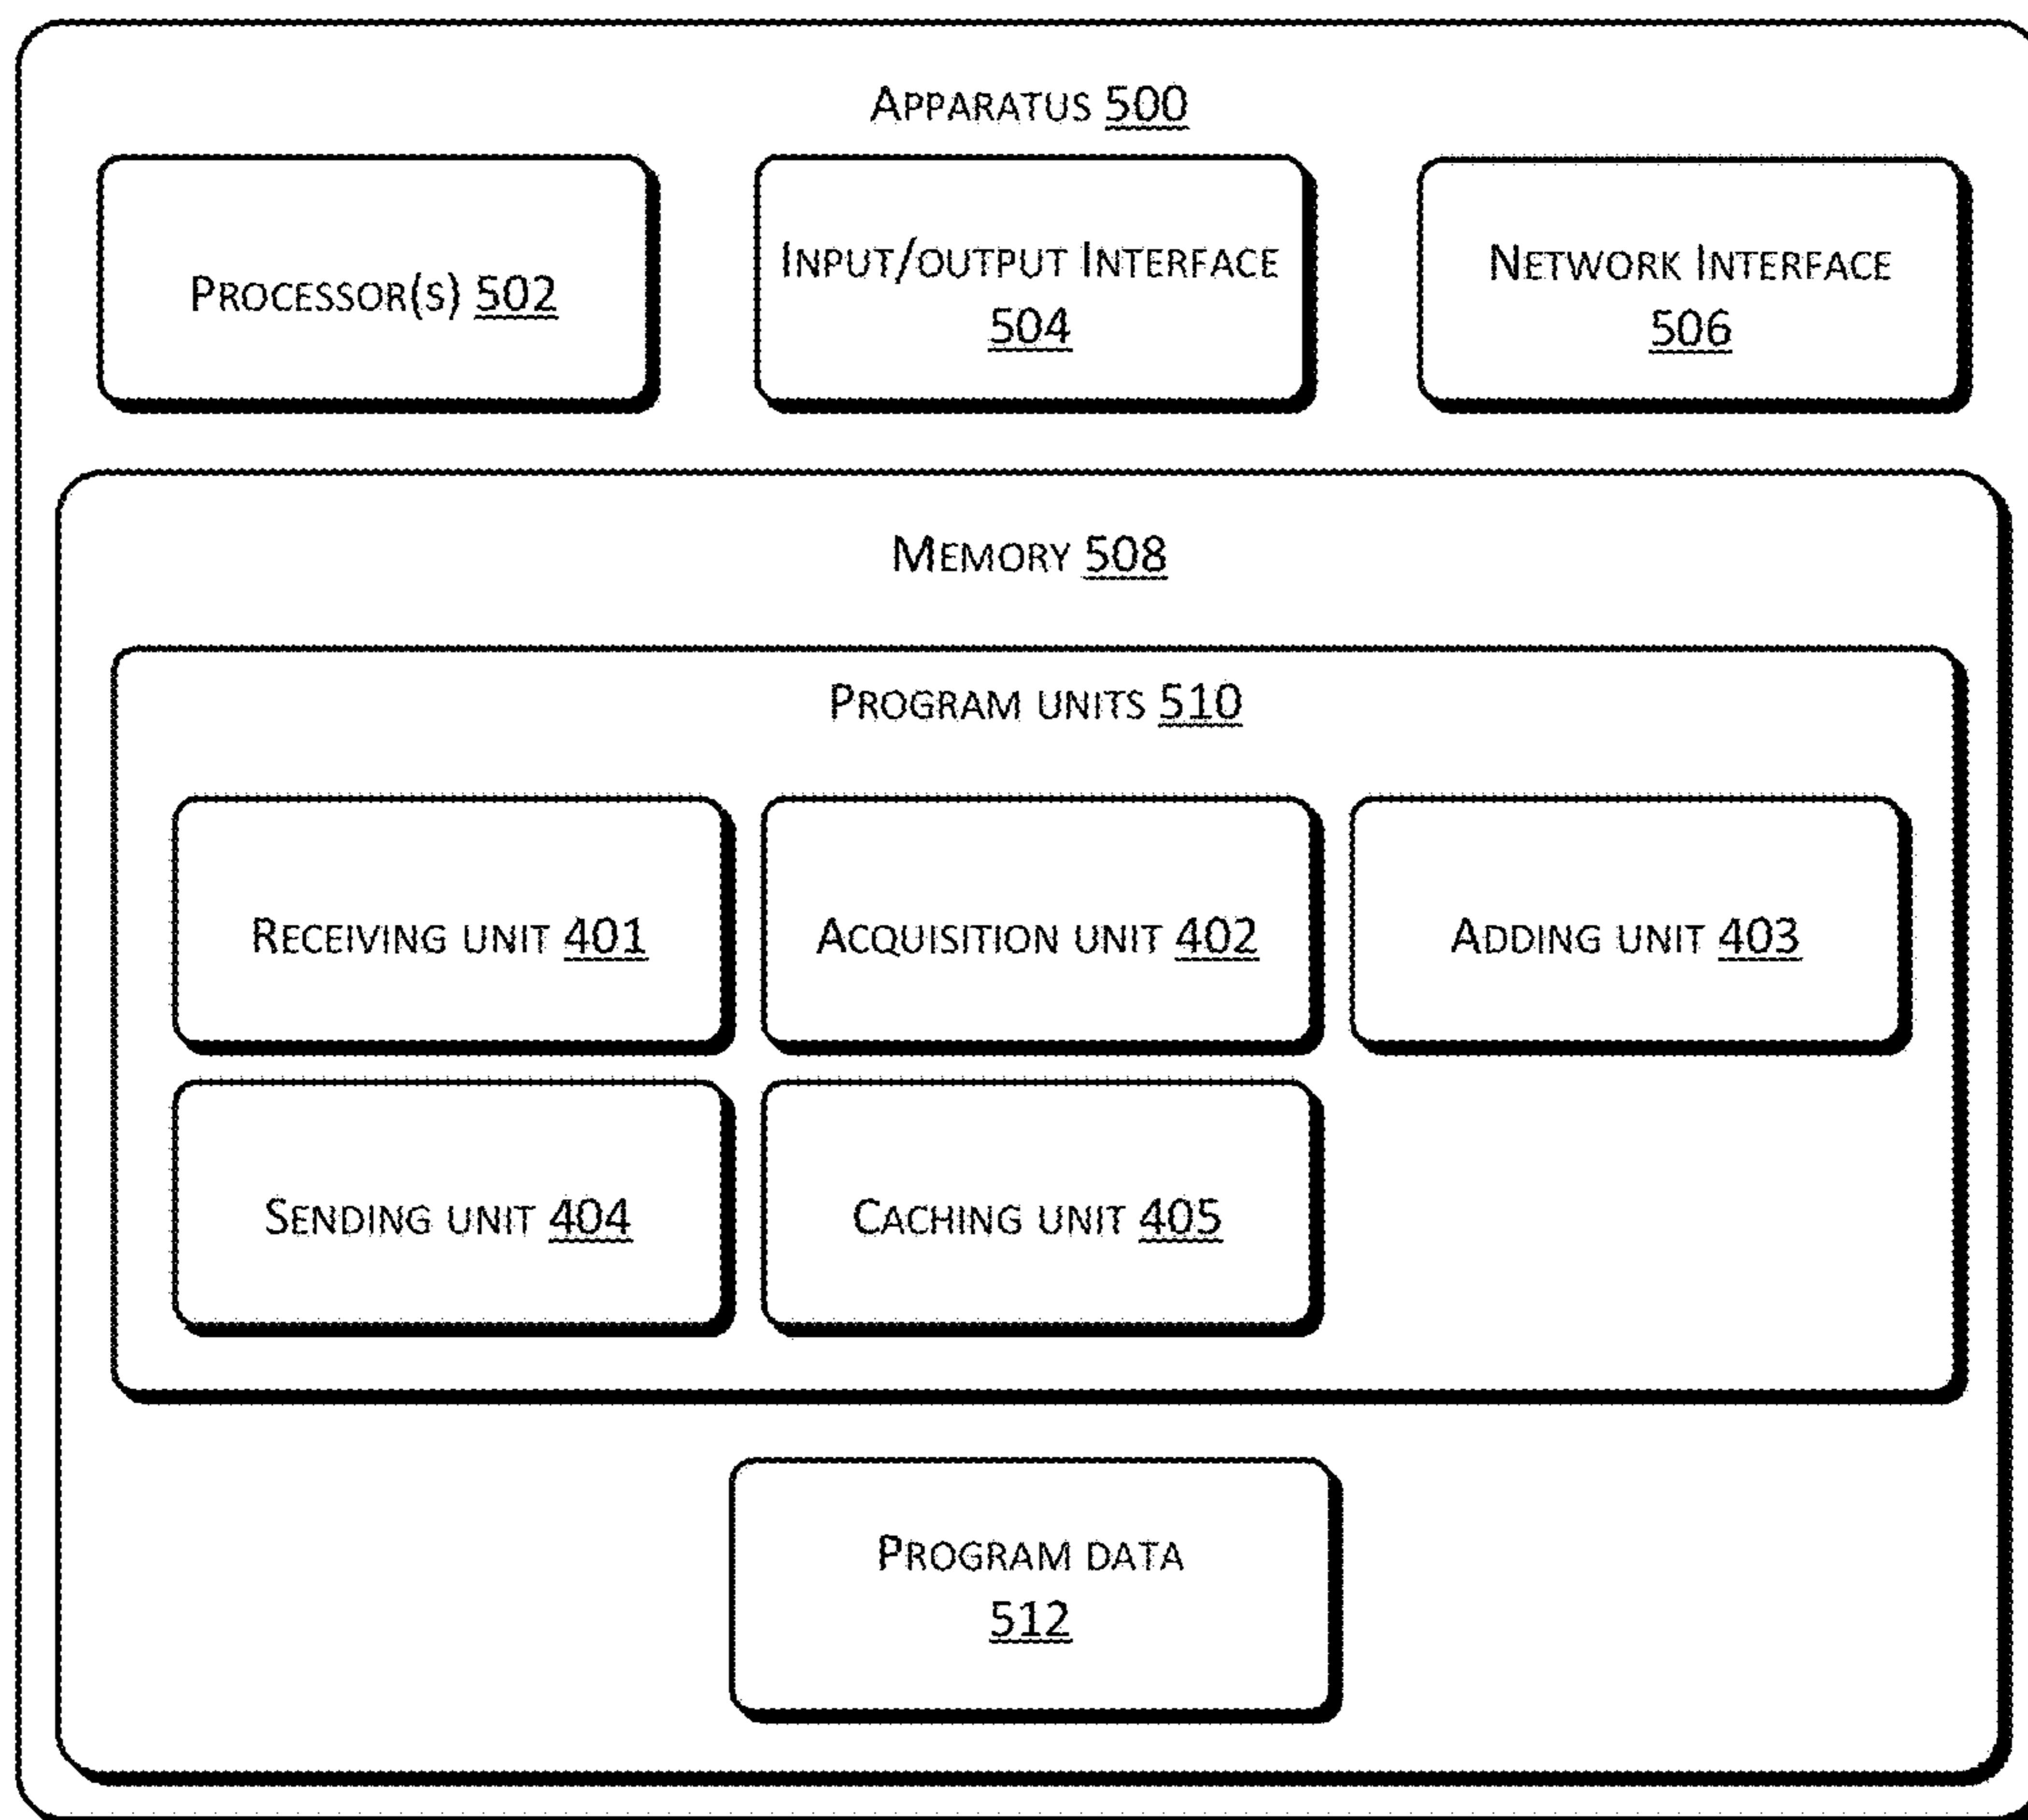 APPARATUS 500
PROCESSOR(S) 502
INPUT/OUTPUT INTERFACE
504
NETWORK INTERFACE
506
MEMORY 508
PROGRAM UNITS 510
RECEIVING UNIT 401
ACQUISITION UNIT 402
ADDING UNIT 403
SENDING UNIT 404
CACHING UNIT 405
PROGRAM DATA
512